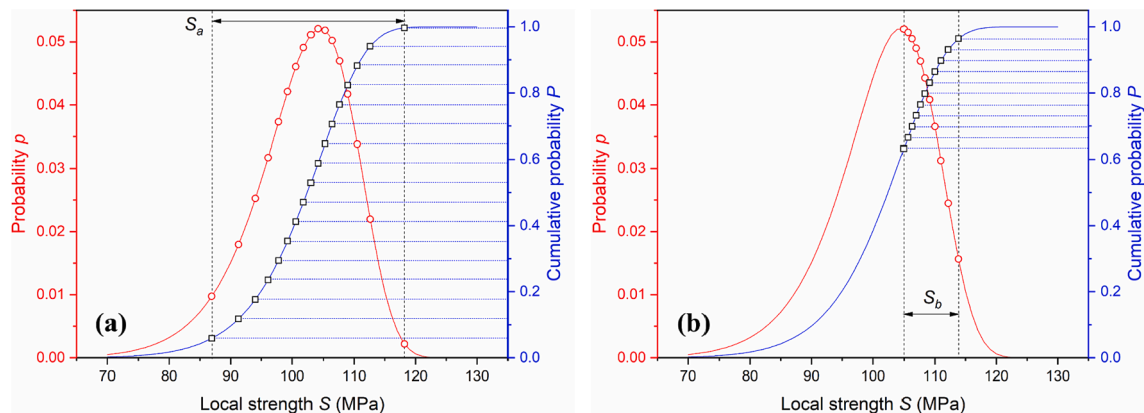 S_a
0.05
0.04
0.03
0.02
0.01
0.00
Probability p
(a)
1.0
0.8
0.6
0.4
0.2
0.0
Cumulative probability P
70 80 90 100 110 120 130
Local strength S (MPa)
0.05
0.04
0.03
0.02
0.01
0.00
Probability p
(b)
S_b
1.0
0.8
0.6
0.4
0.2
0.0
Cumulative probability P
70 80 90 100 110 120 130
Local strength S (MPa)